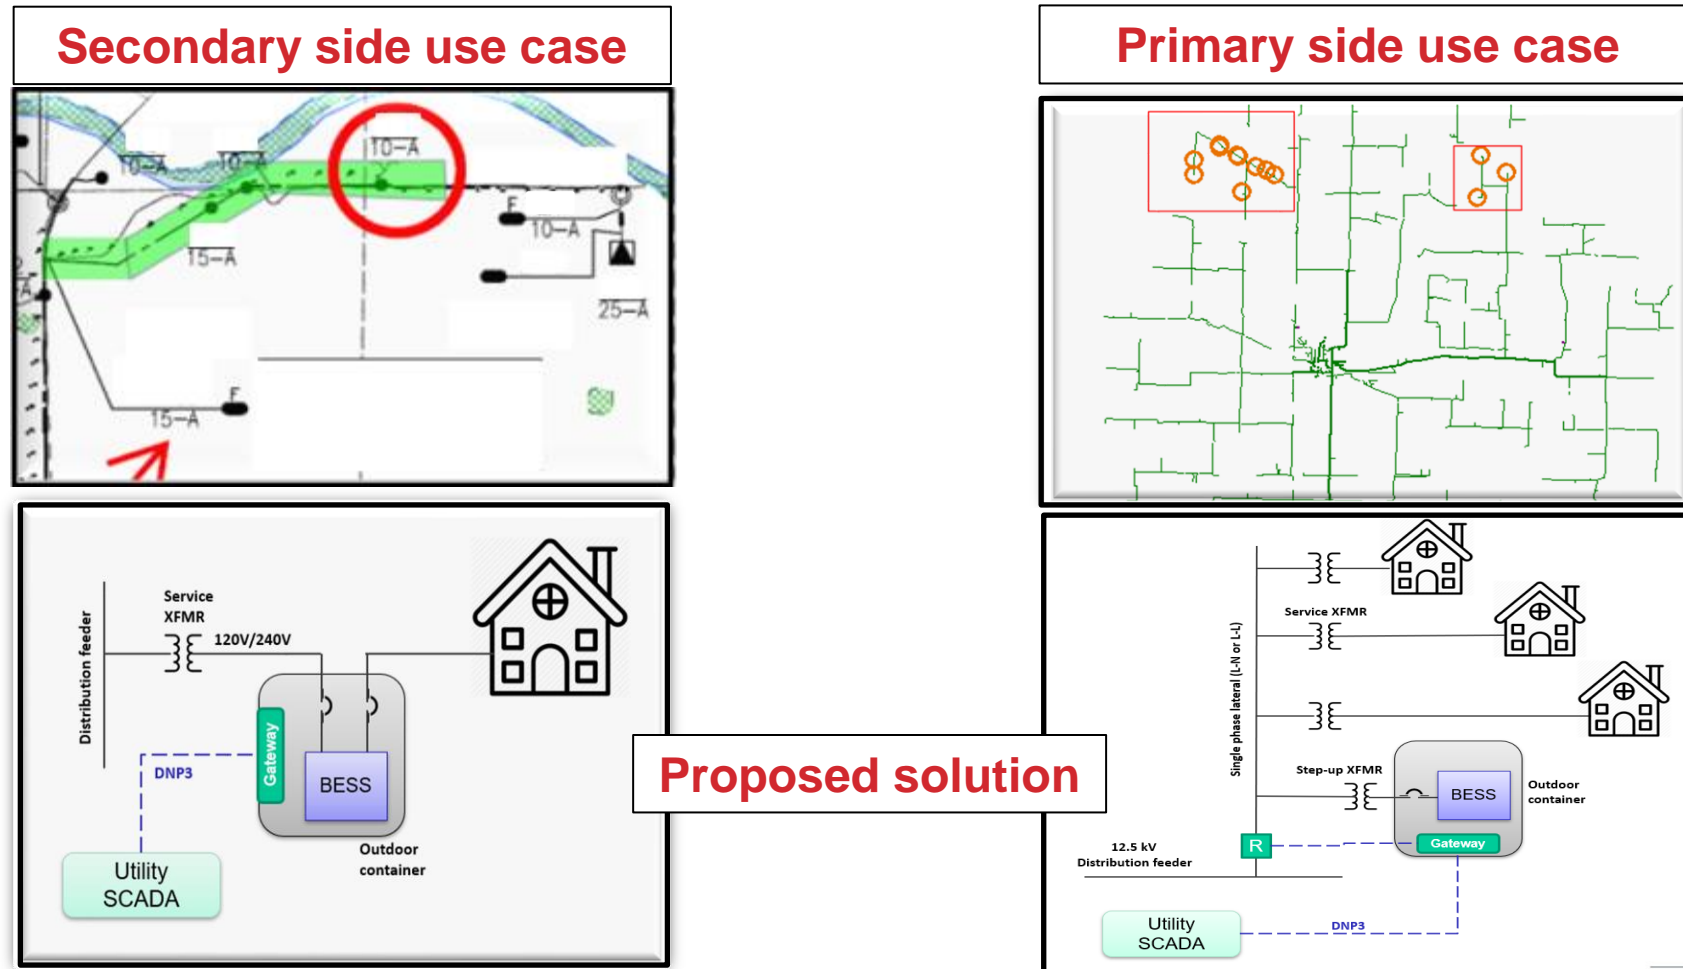 Secondary side use case
Primary side use case
10-A
10-A
10-A
15-A
F
10-A
25-A
F
15-A
Service
XFMR
120V/240V
Distribution feeder
Gateway
DNP3
BESS
Outdoor
container
Utility
SCADA
Proposed solution
Single phase lateral (L-N or L-L)
Service XFMR
Step-up XFMR
BESS
Outdoor
container
Gateway
R
12.5 kV
Distribution feeder
DNP3
Utility
SCADA